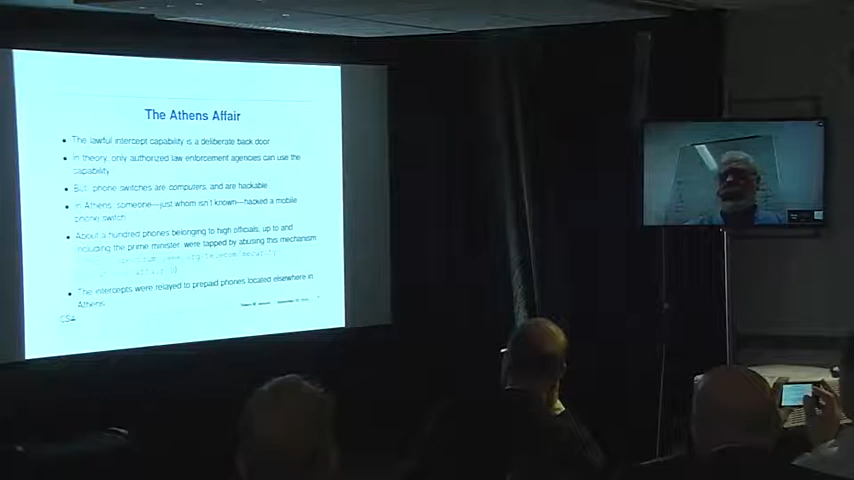 The Athens Affair
• The lawful intercept capability is a deliberate back door
• In theory, only authorized law enforcement agencies can use the
capability
• But phone switches are computers, and are hackable
• In Athens, someone—just whom isn't known—hacked a mobile
phone switch
• About a hundred phones belonging to high officials, up to and
including the prime minister, were tapped by abusing this mechanism
• The intercepts were relayed to prepaid phones located elsewhere in
Athens